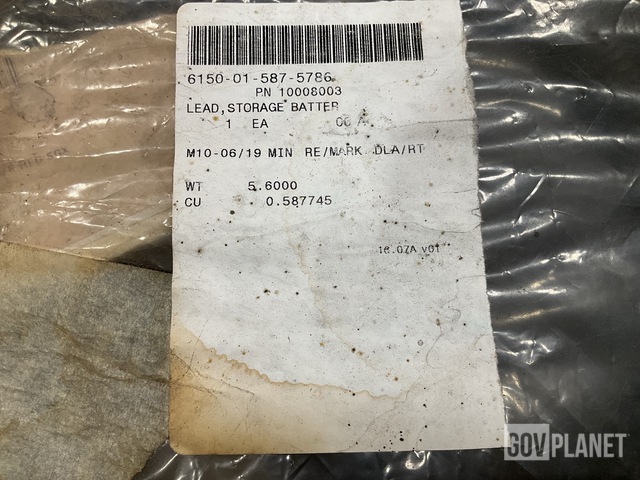 6150-01-587-5786
PN 10008003
LEAD,STORAGE BATTER
1 EA
M10-06/19 MIN RE/MARK DLA/RT
WT 5.6000
CU 0.587745
16.07A v01
GOVPLANET